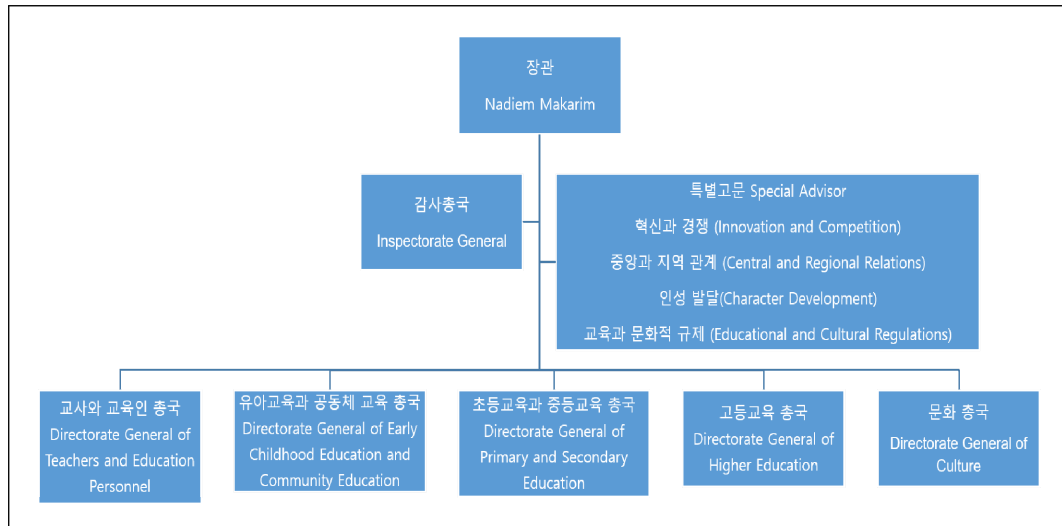 장관
Nadiem Makarim
감사총국
Inspectorate General
특별고문 Special Advisor
혁신과 경쟁 (Innovation and Competition)
중앙과 지역 관계 (Central and Regional Relations)
인성 발달(Character Development)
교육과 문화적 규제 (Educational and Cultural Regulations)
교사와 교육인 총국
Directorate General of
Teachers and Education
Personnel
유아교육과 공동체 교육 총국
Directorate General of Early
Childhood Education and
Community Education
초등교육과 중등교육 총국
Directorate General of
Primary and Secondary
Education
고등교육 총국
Directorate General of
Higher Education
문화 총국
Directorate General of
Culture